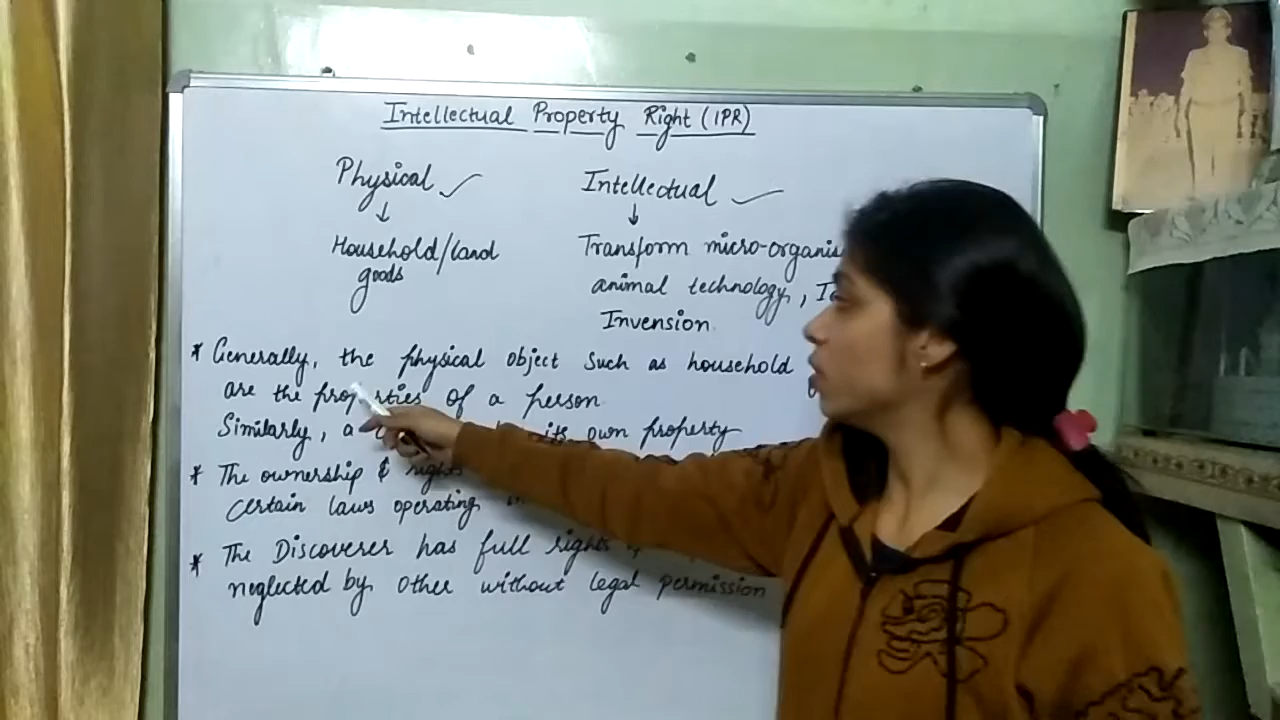 Intellectual Property Right (IPR)
Physical Intellectual
Household/land
goods
Transform micro-organis
animal technology,
Invension
* Generally, the physical object such as household
are the properties of a person
Similarly, a its own property
* The ownership & rights
certain laws operating
* The Discoverer has full rights
neglected by other without legal permission